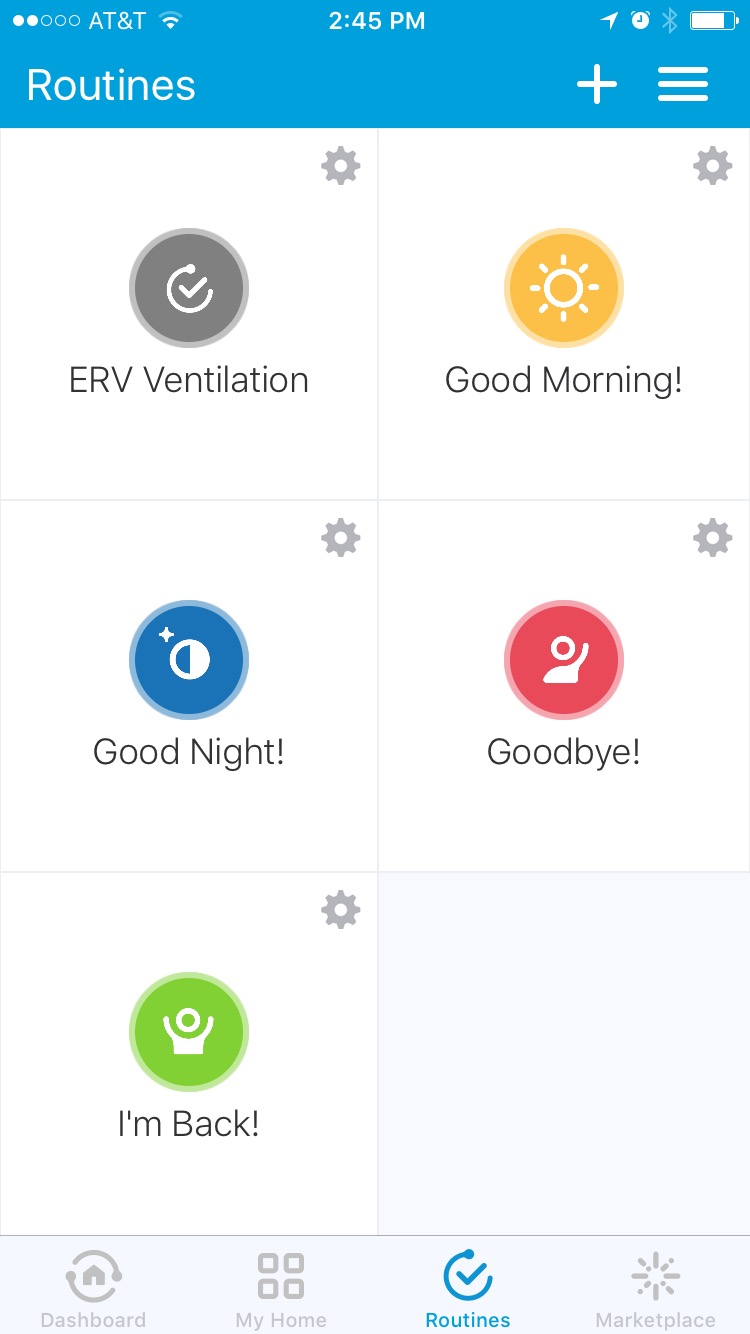 AT&T 2:45 PM
Routines
ERV Ventilation
Good Morning!
Good Night!
Goodbye!
I'm Back!
Dashboard
My Home
Routines
Marketplace